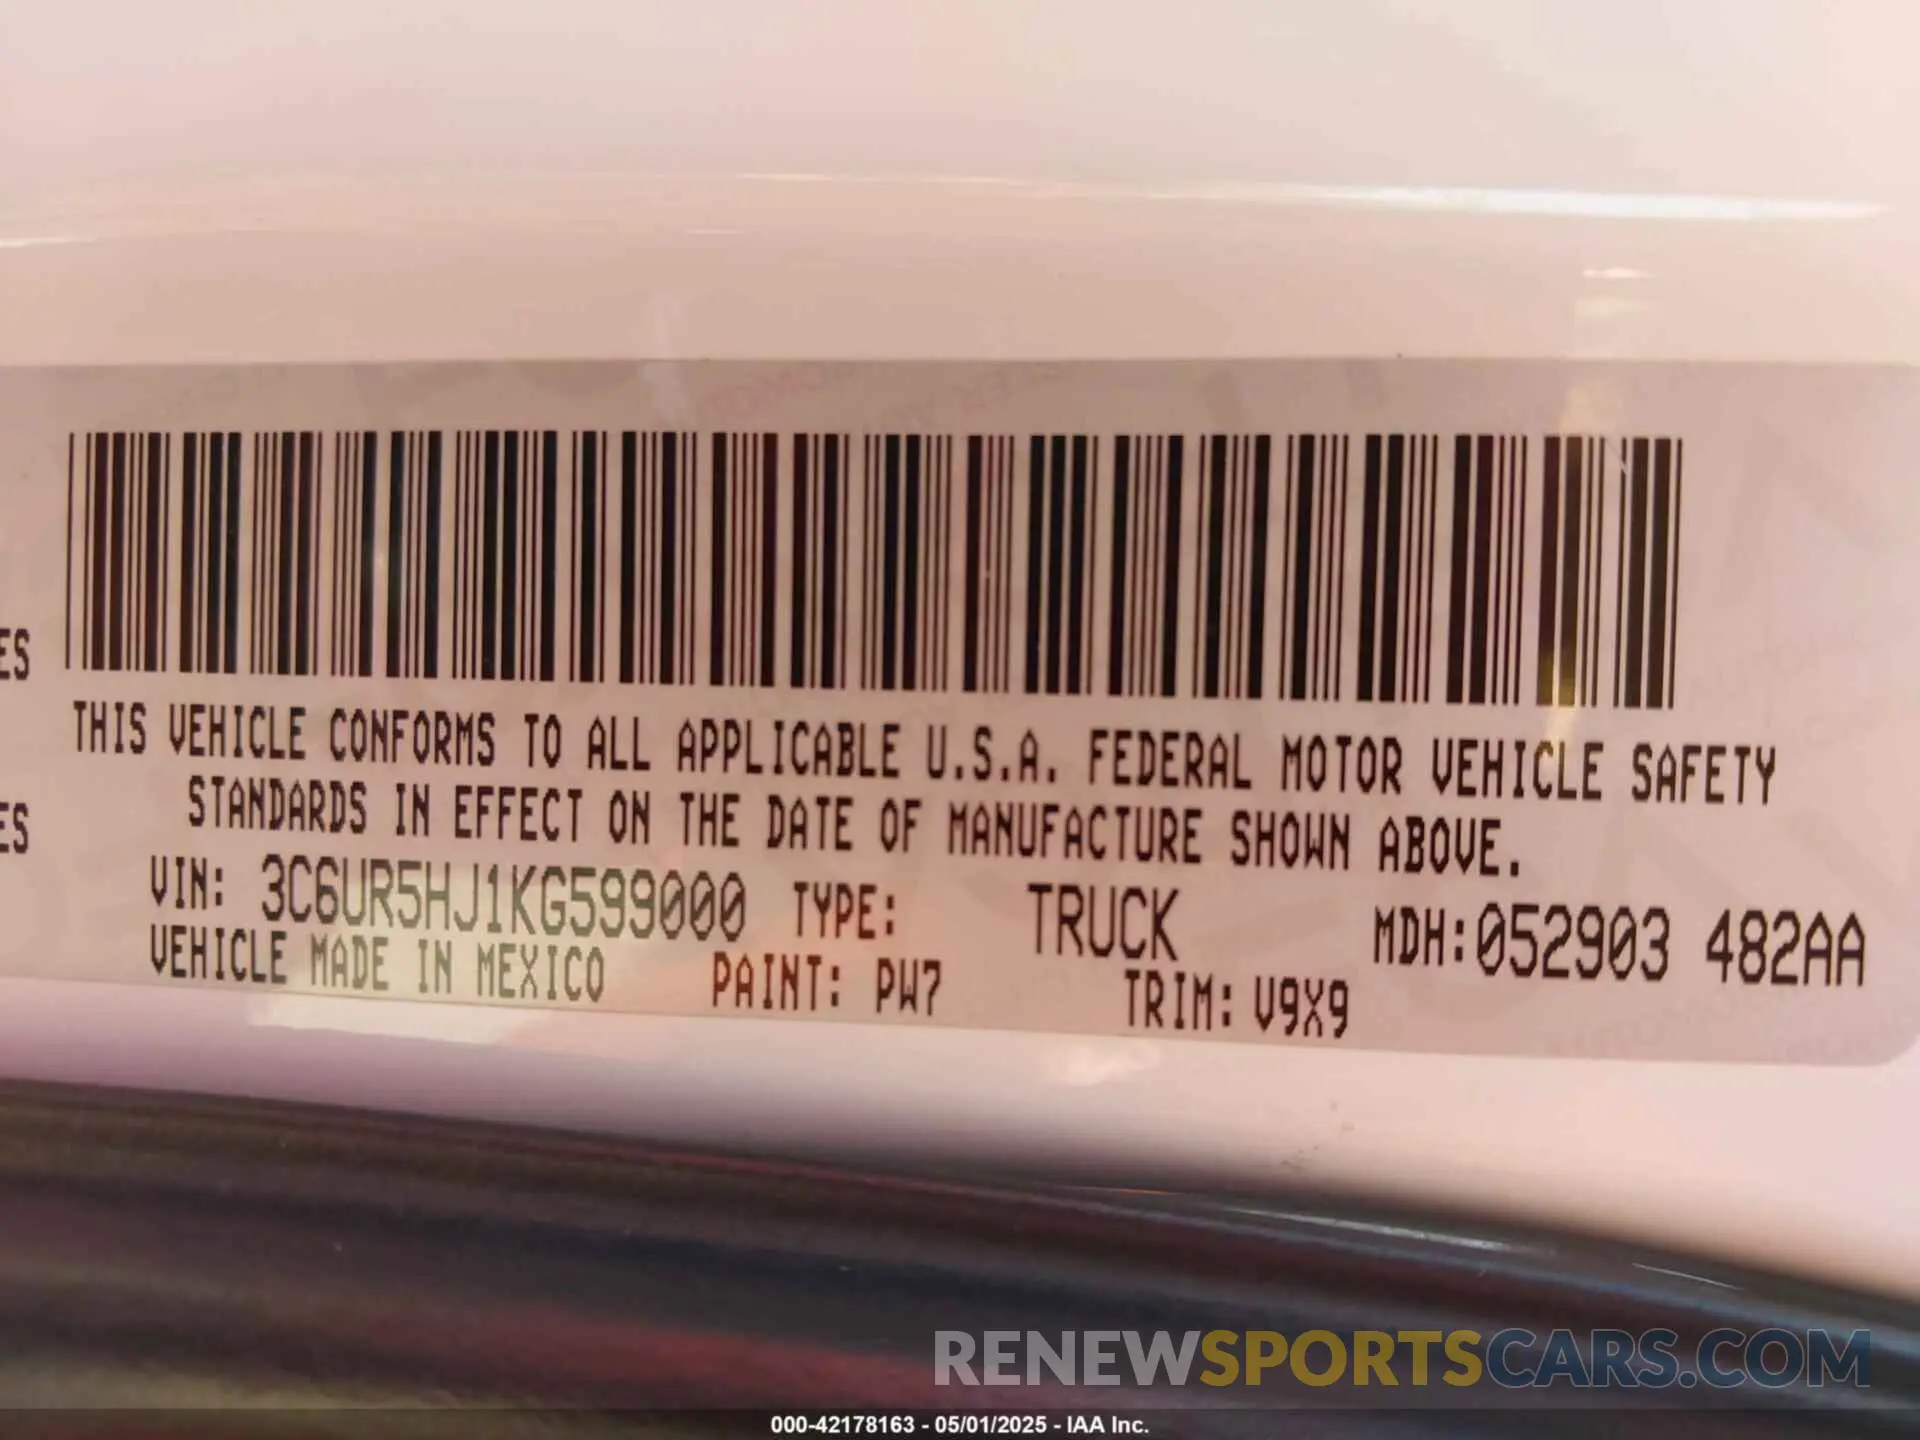 ES
THIS VEHICLE CONFORMS TO ALL APPLICABLE U.S.A. FEDERAL MOTOR VEHICLE SAFETY
ES
STANDARDS IN EFFECT ON THE DATE OF MANUFACTURE SHOWN ABOVE.
VIN: 3C6UR5HJ1KG599000 TYPE: TRUCK MDH:052903 482AA
VEHICLE MADE IN MEXICO PAINT: PW7 TRIM: V9X9
RENEWSPORTSCARS.COM
000-42178163 - 05/01/2025 - IAA Inc.